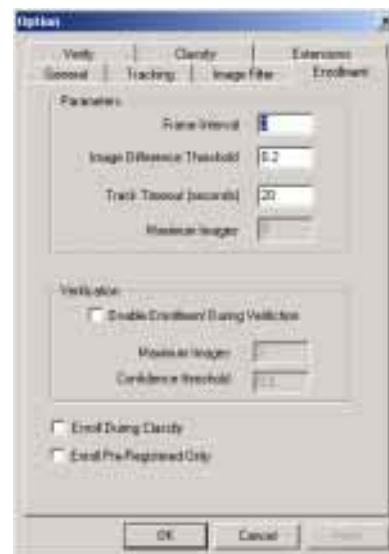 Option
Verify Classify Extensions
General Tracking Image Filter Enrollment
Parameters
Frame Interval
Image Difference Threshold 0.2
Track Timeout (seconds) 20
Maximum Images
Verification
Enable Enrollment During Verifiction
Maximum Images
Confidence threshold
Enroll During Classify
Enroll Pre-Registered Only
OK Cancel